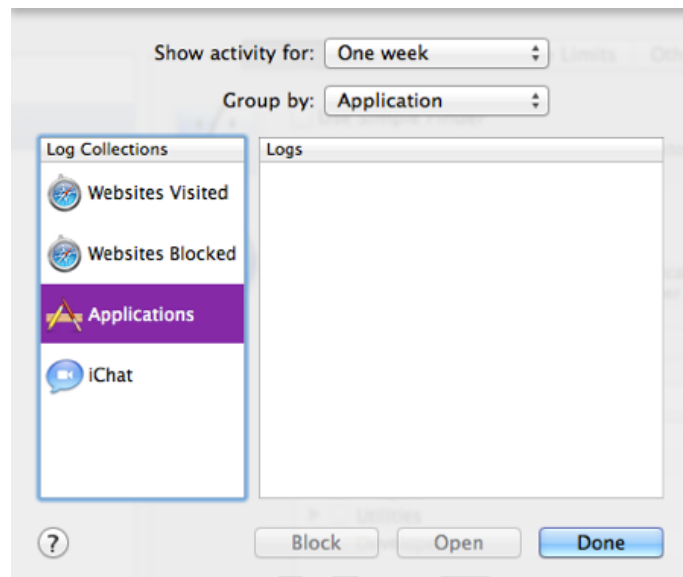 Show activity for: One week
Group by: Application
Log Collections
Logs
Websites Visited
Websites Blocked
Applications
iChat
?
Block
Open
Done
Utilities